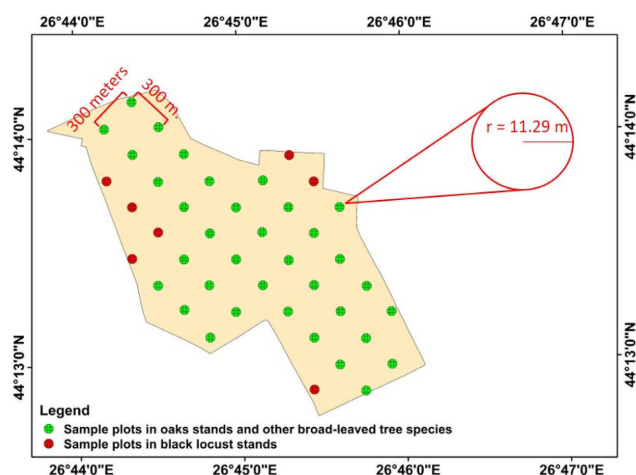 26°44'0"E 26°45'0"E 26°46'0"E 26°47'0"E
300 meters
300 m.
r = 11.29 m
44°14'0"N
44°14'0"N
44°13'0"N
44°13'0"N
Legend
Sample plots in oaks stands and other broad-leaved tree species
Sample plots in black locust stands
26°44'0"E 26°45'0"E 26°46'0"E 26°47'0"E